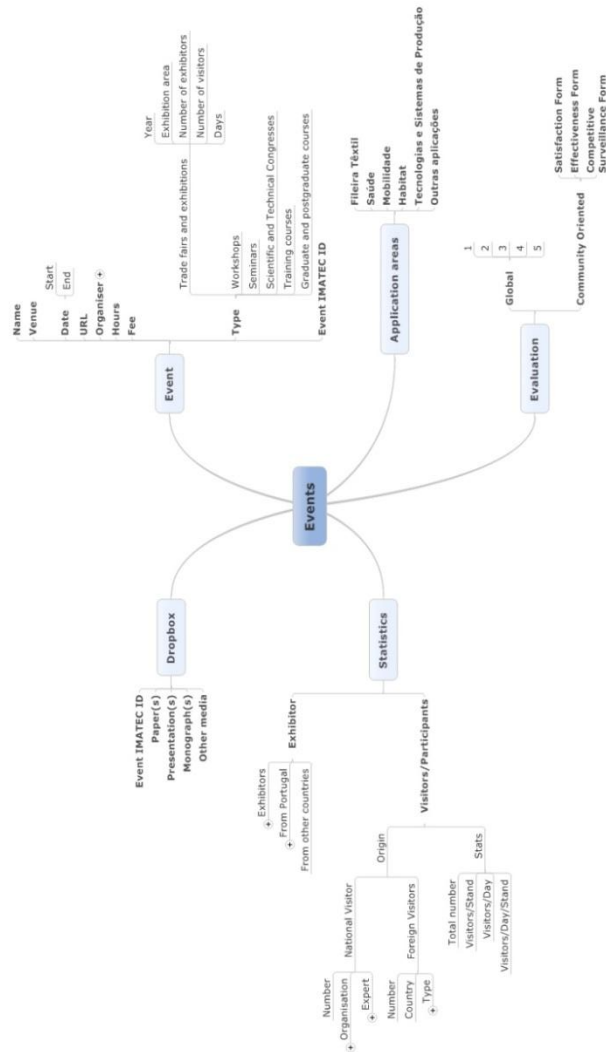 Events
Event
Name
Venue
Date
Start
End
URL
Organiser
Hours
Fee
Type
Trade fairs and exhibitions
Year
Exhibition area
Number of exhibitors
Number of visitors
Days
Workshops
Seminars
Scientific and Technical Congresses
Training courses
Graduate and postgraduate courses
Event IMATEC ID
Application areas
Fileira Têxtil
Saúde
Mobilidade
Habitat
Tecnologias e Sistemas de Produção
Outras aplicações
Evaluation
Global
1
2
3
4
5
Community Oriented
Satisfaction Form
Effectiveness Form
Competitive
Surveillance Form
Dropbox
Event IMATEC ID
Paper(s)
Presentation(s)
Monograph(s)
Other media
Statistics
Exhibitor
Exhibitors
From Portugal
From other countries
Visitors/Participants
Origin
National Visitor
Number
Organisation
Expert
Foreign Visitors
Number
Country
Type
Stats
Total number
Visitors/Stand
Visitors/Day
Visitors/Day/Stand